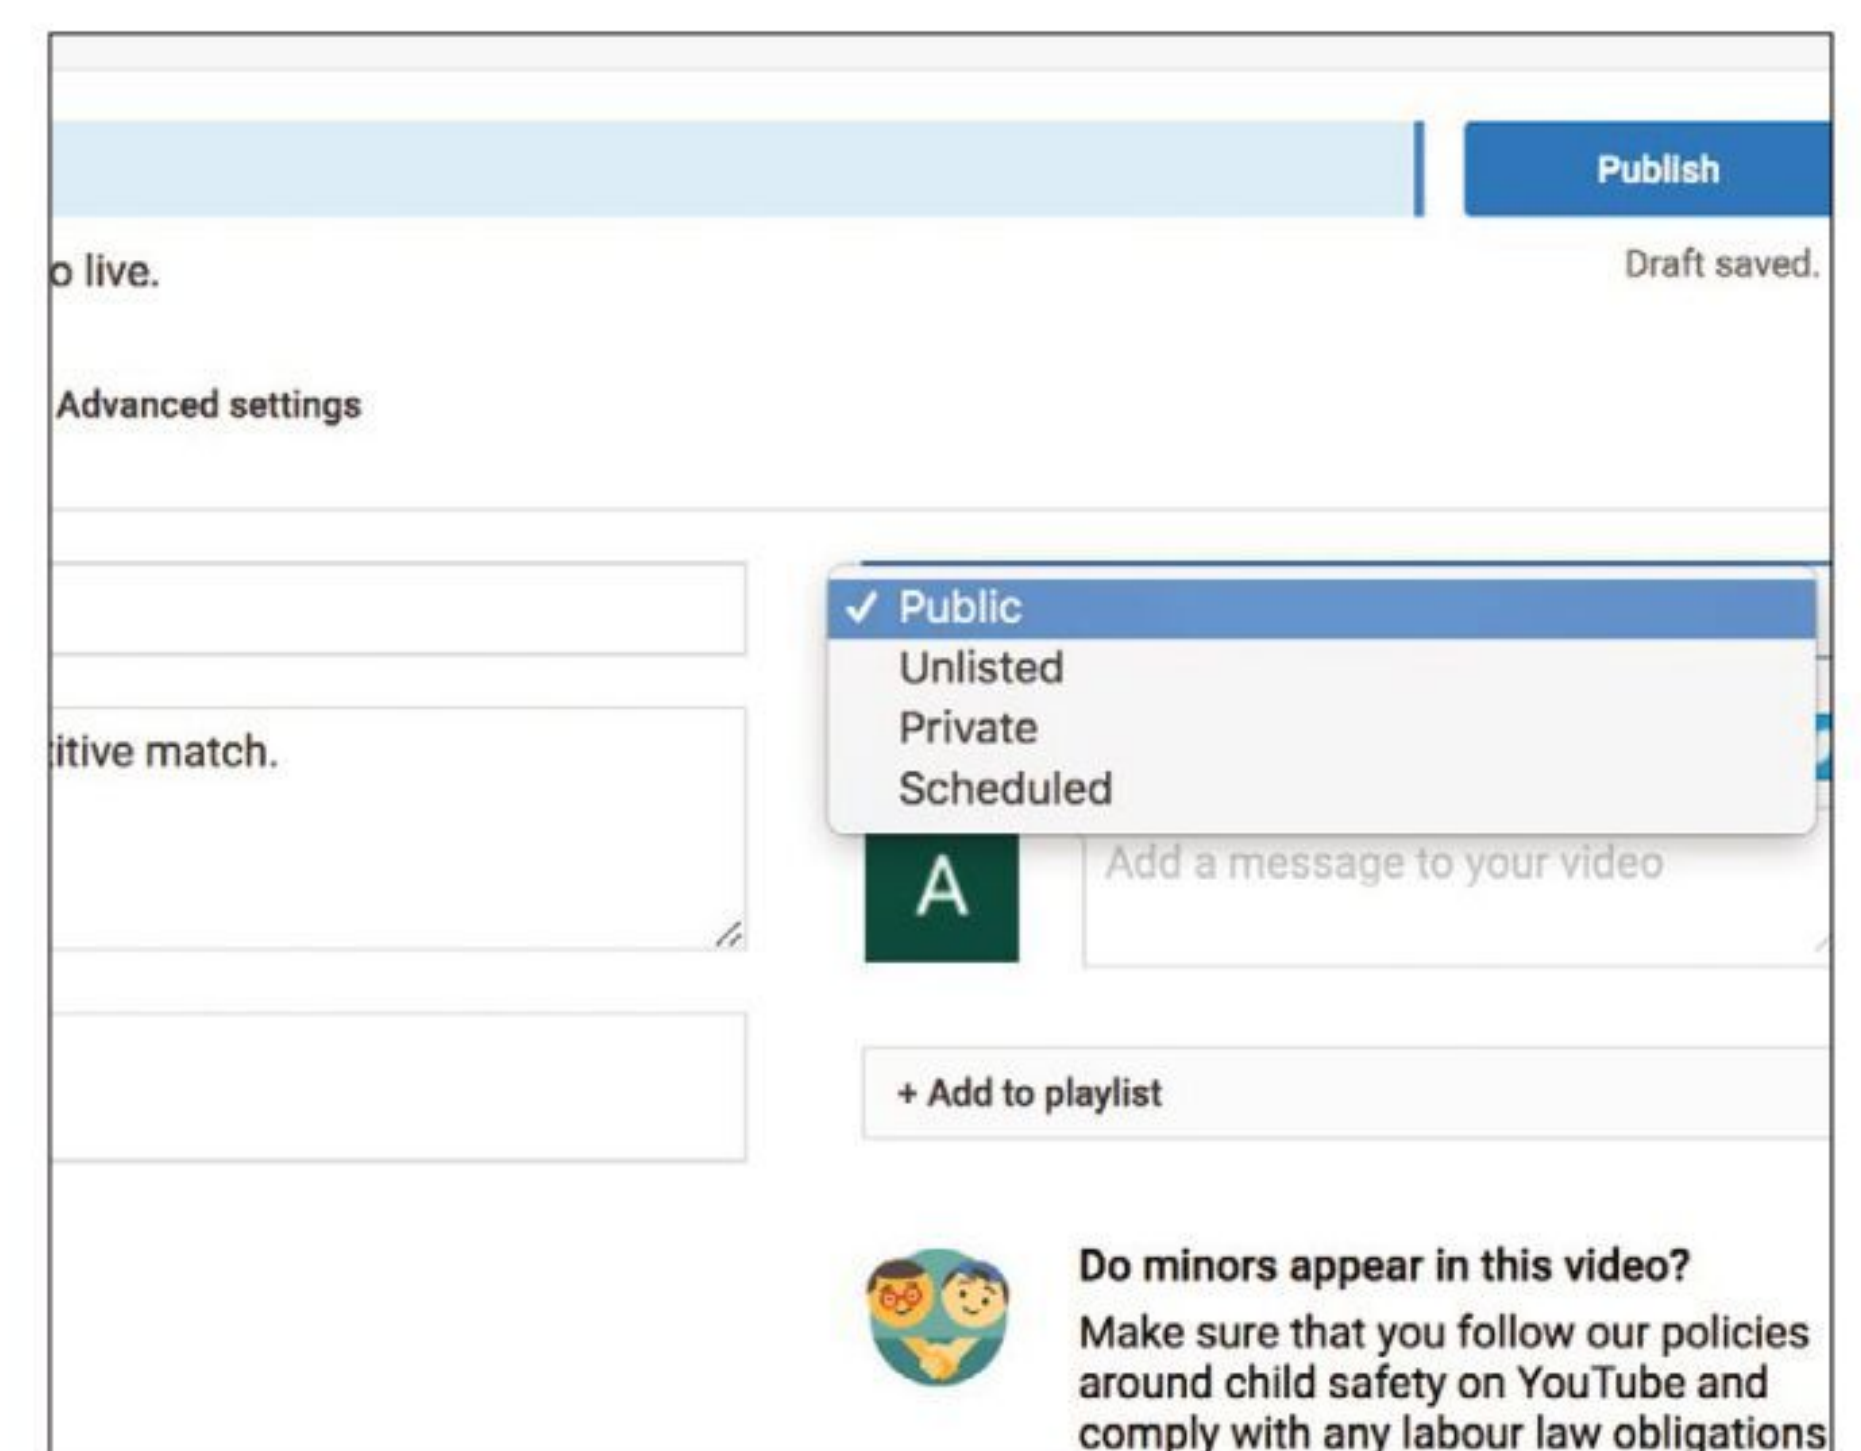 Publish
o live.
Draft saved.
Advanced settings
✓ Public
Unlisted
Private
Scheduled
itive match.
A
Add a message to your video
+ Add to playlist
Do minors appear in this video?
Make sure that you follow our policies
around child safety on YouTube and
comply with any labour law obligations